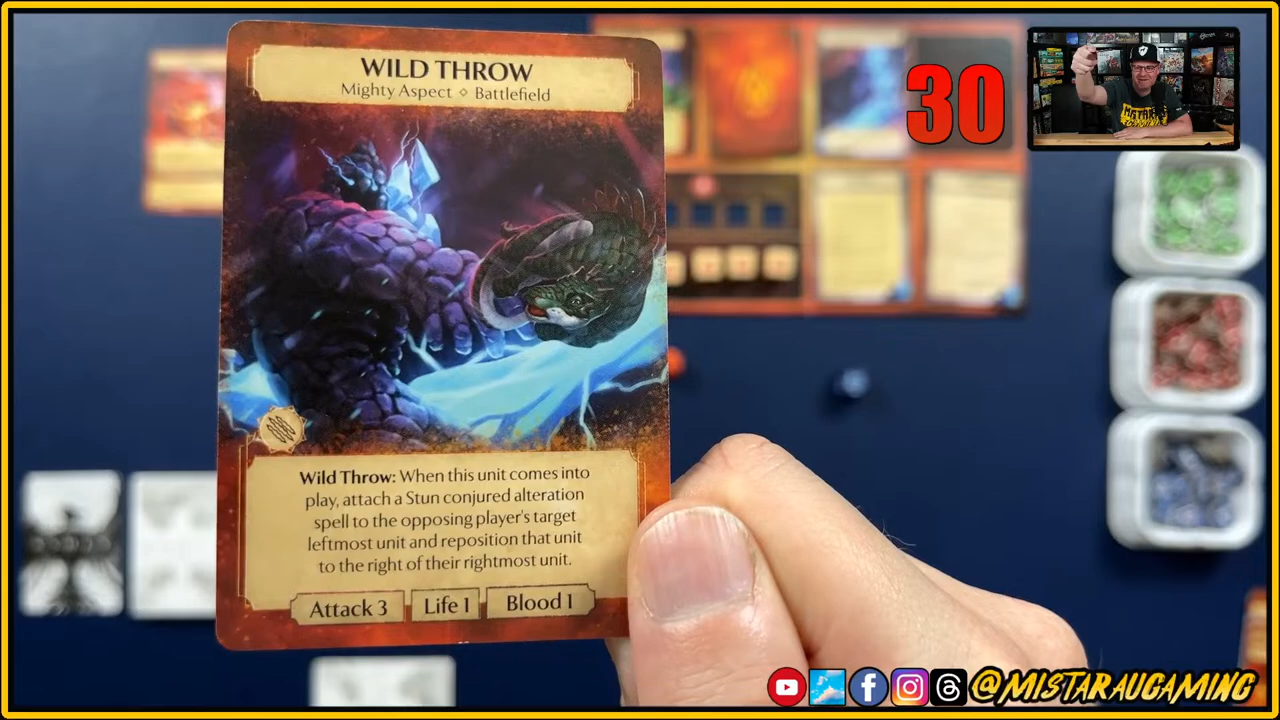 WILD THROW
Mighty Aspect ⬦ Battlefield
30
Wild Throw: When this unit comes into
play, attach a Stun conjured alteration
spell to the opposing player's target
leftmost unit and reposition that unit
to the right of their rightmost unit.
Attack 3 Life 1 Blood 1
@MISTARAUGAMING